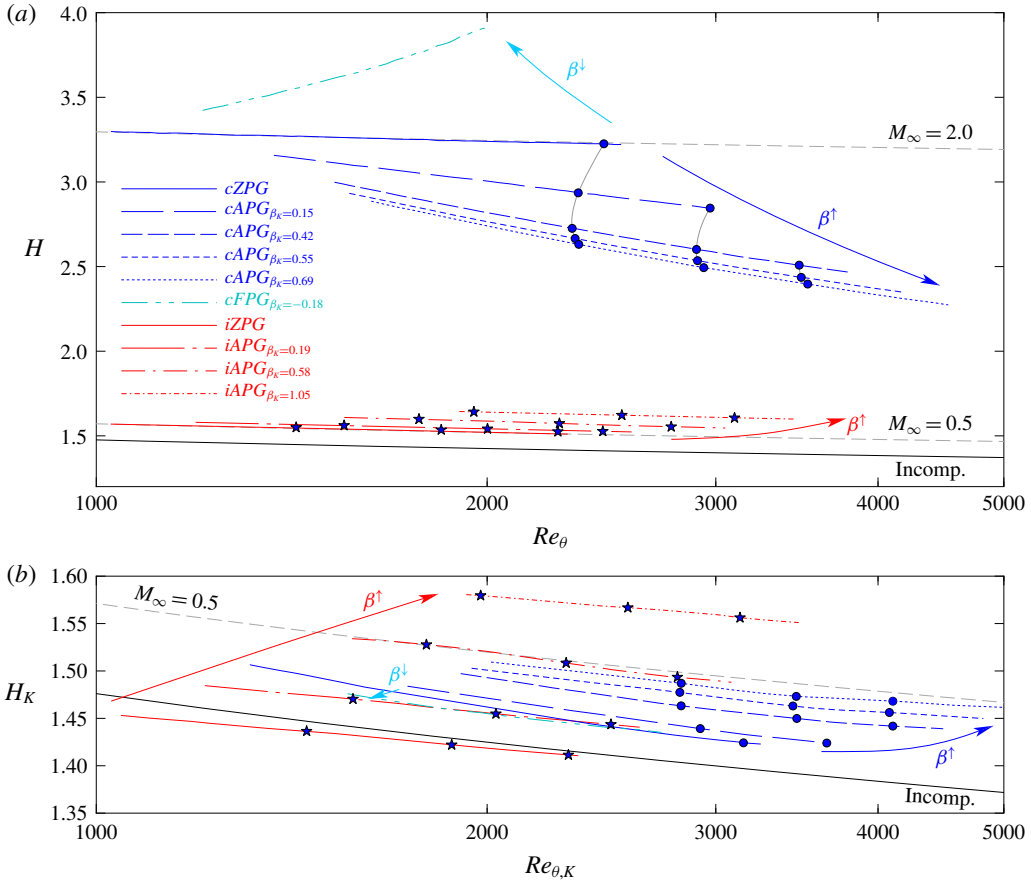 (a)
4.0
3.5
3.0
2.5
2.0
1.5
H
β↓
M∞ = 2.0
β↑
cZPG
cAPGβK=0.15
cAPGβK=0.42
cAPGβK=0.55
cAPGβK=0.69
cFPGβK=−0.18
iZPG
iAPGβK=0.19
iAPGβK=0.58
iAPGβK=1.05
M∞ = 0.5
β↑
Incomp.
1000 2000 3000 4000 5000
Reθ
(b)
1.60
1.55
1.50
1.45
1.40
1.35
HK
M∞ = 0.5
β↑
β↓
β↑
Incomp.
1000 2000 3000 4000 5000
Reθ,K